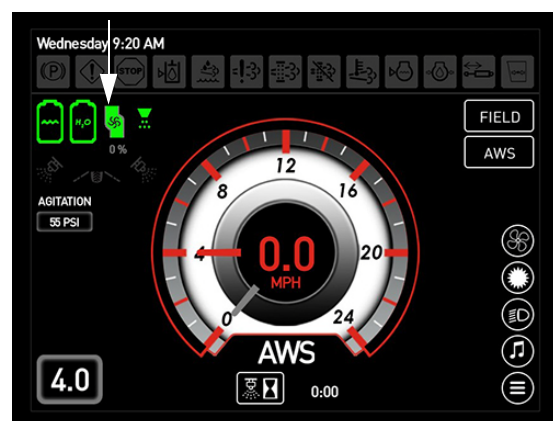 Wednesday 9:20 AM
(P) ! STOP
H₂O
0 %
FIELD
AWS
AGITATION
55 PSI
0
4
8
12
16
20
24
0.0
MPH
AWS
4.0
0:00